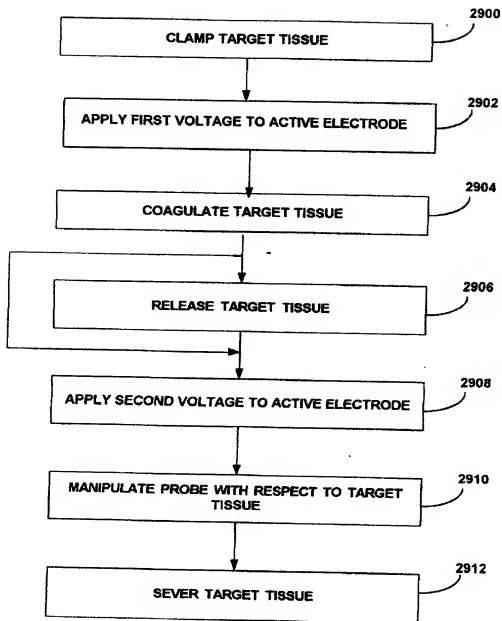 2900
CLAMP TARGET TISSUE
2902
APPLY FIRST VOLTAGE TO ACTIVE ELECTRODE
2904
COAGULATE TARGET TISSUE
2906
RELEASE TARGET TISSUE
2908
APPLY SECOND VOLTAGE TO ACTIVE ELECTRODE
2910
MANIPULATE PROBE WITH RESPECT TO TARGET
TISSUE
2912
SEVER TARGET TISSUE